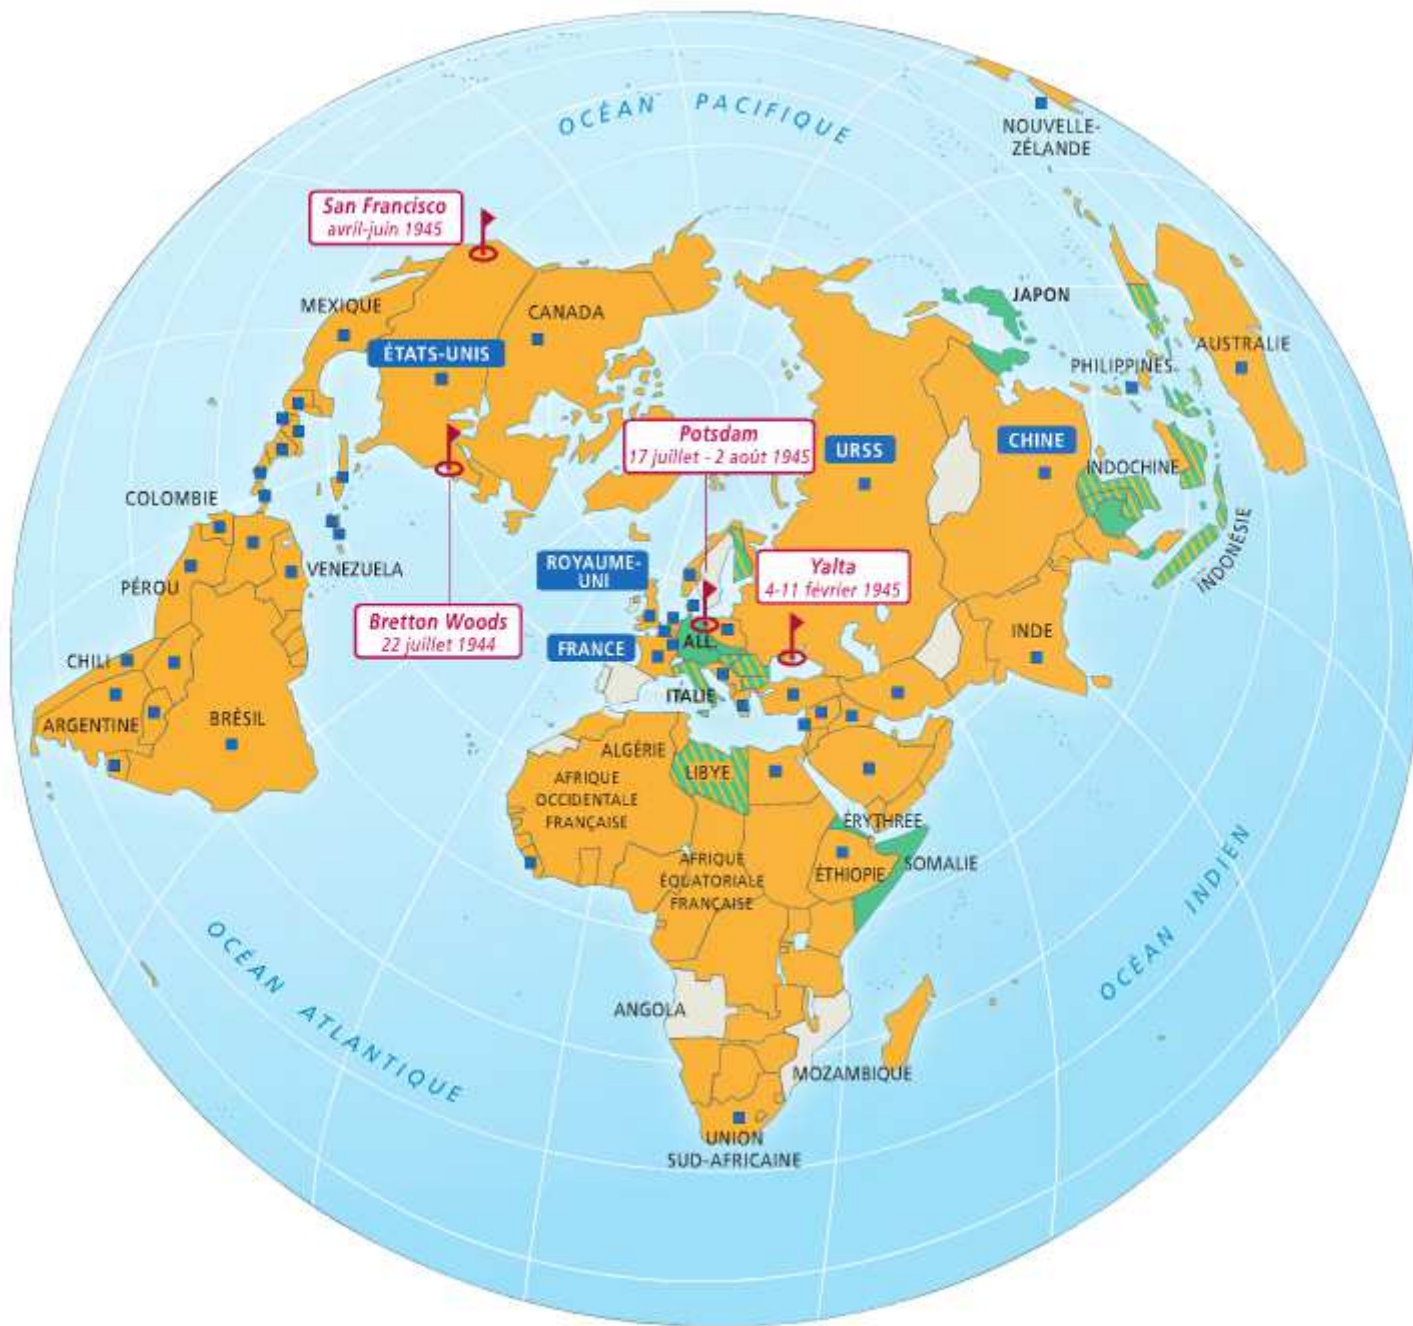 OCÉAN PACIFIQUE
NOUVELLE-
ZÉLANDE
San Francisco
avril-juin 1945
MEXIQUE
CANADA
JAPON
ÉTATS-UNIS
AUSTRALIE
PHILIPPINES
Potsdam
17 juillet - 2 août 1945
URSS
CHINE
INDOCHINE
COLOMBIE
INDONÉSIE
VENEZUELA
ROYAUME-
UNI
Yalta
4-11 février 1945
PÉROU
Bretton Woods
22 juillet 1944
FRANCE
ALL.
INDE
CHILI
ITALIE
ARGENTINE
BRÉSIL
ALGÉRIE
LIBYE
AFRIQUE
OCCIDENTALE
FRANÇAISE
ÉRYTHRÉE
AFRIQUE
ÉQUATORIALE
FRANÇAISE
ÉTHIOPIE
SOMALIE
OCÉAN INDIEN
OCÉAN ATLANTIQUE
ANGOLA
MOZAMBIQUE
UNION
SUD-AFRICAINE